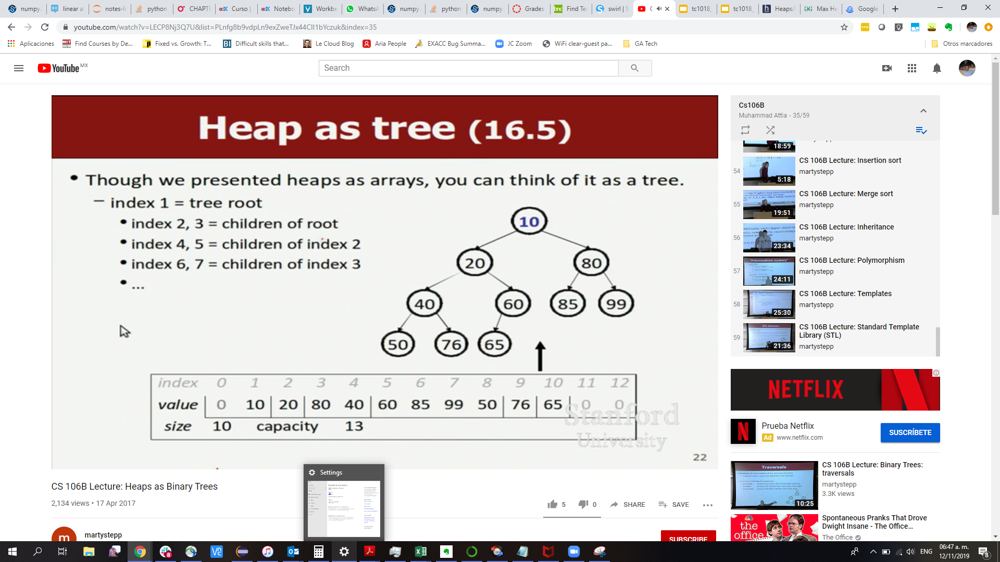 numpy.
linear al
notes-li
python
CHAPTE
Curso |
Notebo
Workbe
WhatsA
numpy.
python
numpy.
Grades
Find Te
swirl | S
tc1018_
tc1018_
Heaps/
Max He
Google
youtube.com/watch?v=LECP8Nj3Q7U&list=PLnfg8b9vdpLn9exZweTJx44CIl1bYczuk&index=35
Aplicaciones
Find Courses by De...
Fixed vs. Growth: T...
Difficult skills that...
Le Cloud Blog
Aria People
EXACC Bug Summa...
JC Zoom
WiFi clear-guest pa...
GA Tech
Otros marcadores
YouTube MX
Search
Heap as tree (16.5)
• Though we presented heaps as arrays, you can think of it as a tree.
– index 1 = tree root
• index 2, 3 = children of root
• index 4, 5 = children of index 2
• index 6, 7 = children of index 3
• ...
10
20 80
40 60 85 99
50 76 65
index 0 1 2 3 4 5 6 7 8 9 10 11 12
value 0 10 20 80 40 60 85 99 50 76 65 0 0
size 10 capacity 13
Stanford
University
22
CS 106B Lecture: Heaps as Binary Trees
2,134 views • 17 Apr 2017
5
0
SHARE
SAVE
m
martystepp
SUBSCRIBE
Settings
Cs106B
Muhammad Attia - 35/59
18:59
54
5:18
CS 106B Lecture: Insertion sort
martystepp
55
19:51
CS 106B Lecture: Merge sort
martystepp
56
23:34
CS 106B Lecture: Inheritance
martystepp
57
24:11
CS 106B Lecture: Polymorphism
martystepp
58
25:30
CS 106B Lecture: Templates
martystepp
59
21:36
CS 106B Lecture: Standard Template
Library (STL)
martystepp
NETFLIX
N
Prueba Netflix
Ad www.netflix.com
SUSCRÍBETE
Traversals
10:25
CS 106B Lecture: Binary Trees:
traversals
martystepp
3.3K views
the
office
Spontaneous Pranks That Drove
Dwight Insane - The Office...
The Office
ENG
06:47 a. m.
12/11/2019
8